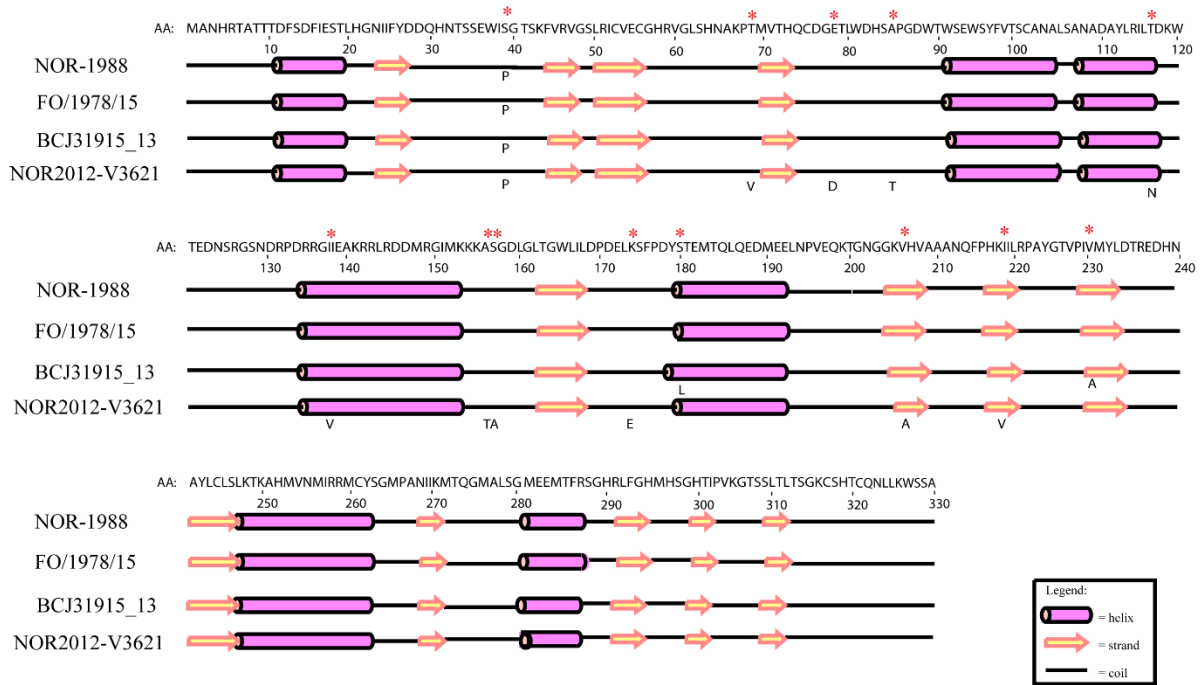 * * * * *
AA: MANHRTATTTDFSDFIESTLHGNIIFYDDQHNTSSEWISG TSKFVRVGSLRICVECGHRVGLSHNAKPTMVTHQCDGETLWDHSAPGDWTWSEWSYFVTSCANALSANADAYLRILTDKW
10 20 30 40 50 60 70 80 90 100 110 120
NOR-1988
P
FO/1978/15
P
BCJ31915_13
P
NOR2012-V3621
P V D T N
* ** * * * * *
AA: TEDNSRGSNDRPDRRGIIEAKRRLRDDMRGIMKKKASGDLGLTGWLILDPDELKSFPDYSTEMTQLQEDMEELNPVEQKTGNGGKVHVAAANQFPHKIILRPAYGTVPIVMYLDTREDHN
130 140 150 160 170 180 190 200 210 220 230 240
NOR-1988
FO/1978/15
BCJ31915_13
L A
NOR2012-V3621
V TA E A V
AA: AYLCLSLKTKAHMVNMIRRMCYSGMPANIIKMTQGMALSGMEEMTFRSGHRLFGHMHSGHTIPVKGTSSLTLTSGKCSHTCQNLLKWSSA
250 260 270 280 290 300 310 320 330
NOR-1988
FO/1978/15
BCJ31915_13
NOR2012-V3621
Legend:
= helix
= strand
= coil